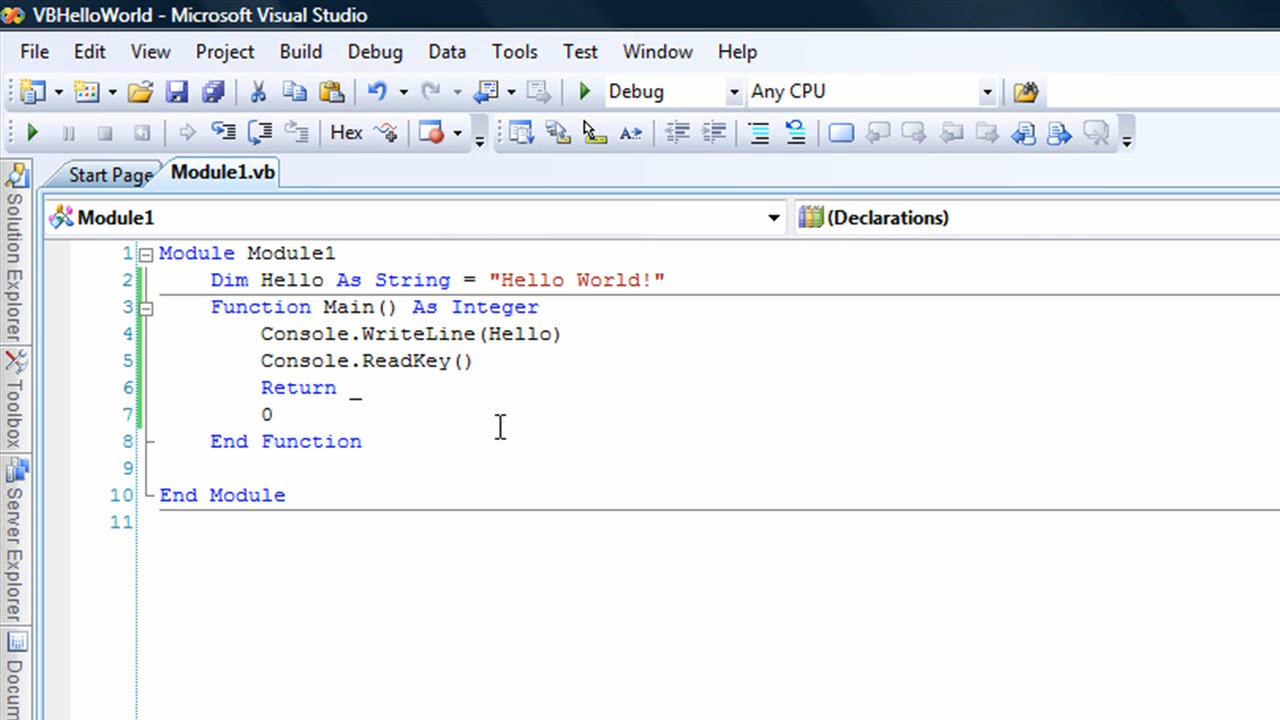 VBHelloWorld - Microsoft Visual Studio
File Edit View Project Build Debug Data Tools Test Window Help
Debug Any CPU
Hex
Start Page Module1.vb
Module1 (Declarations)
1 Module Module1
2 Dim Hello As String = "Hello World!"
3 Function Main() As Integer
4 Console.WriteLine(Hello)
5 Console.ReadKey()
6 Return _
7 0
8 End Function
9
10 End Module
11
Solution Explorer
Toolbox
Server Explorer
Docum